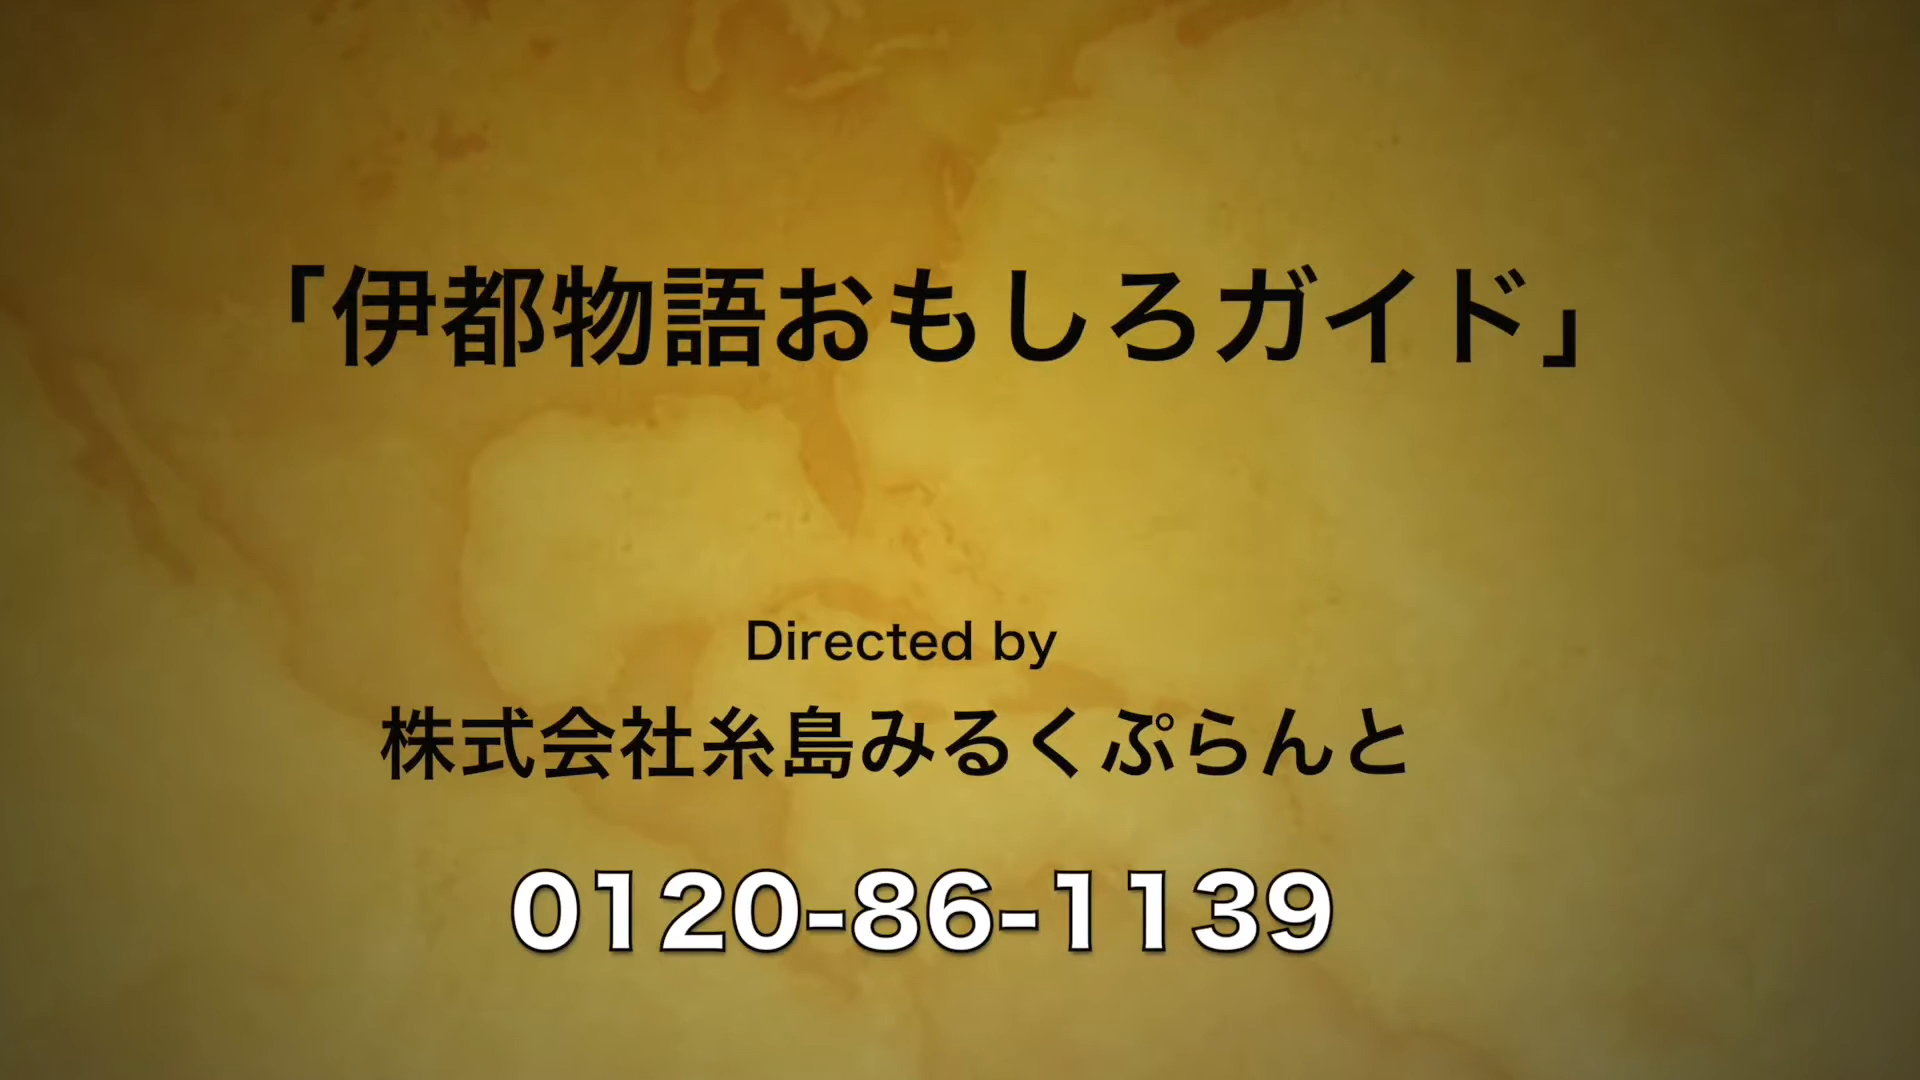 「伊都物語おもしろガイド」
Directed by
株式会社糸島みるくぷらんと
0120-86-1139